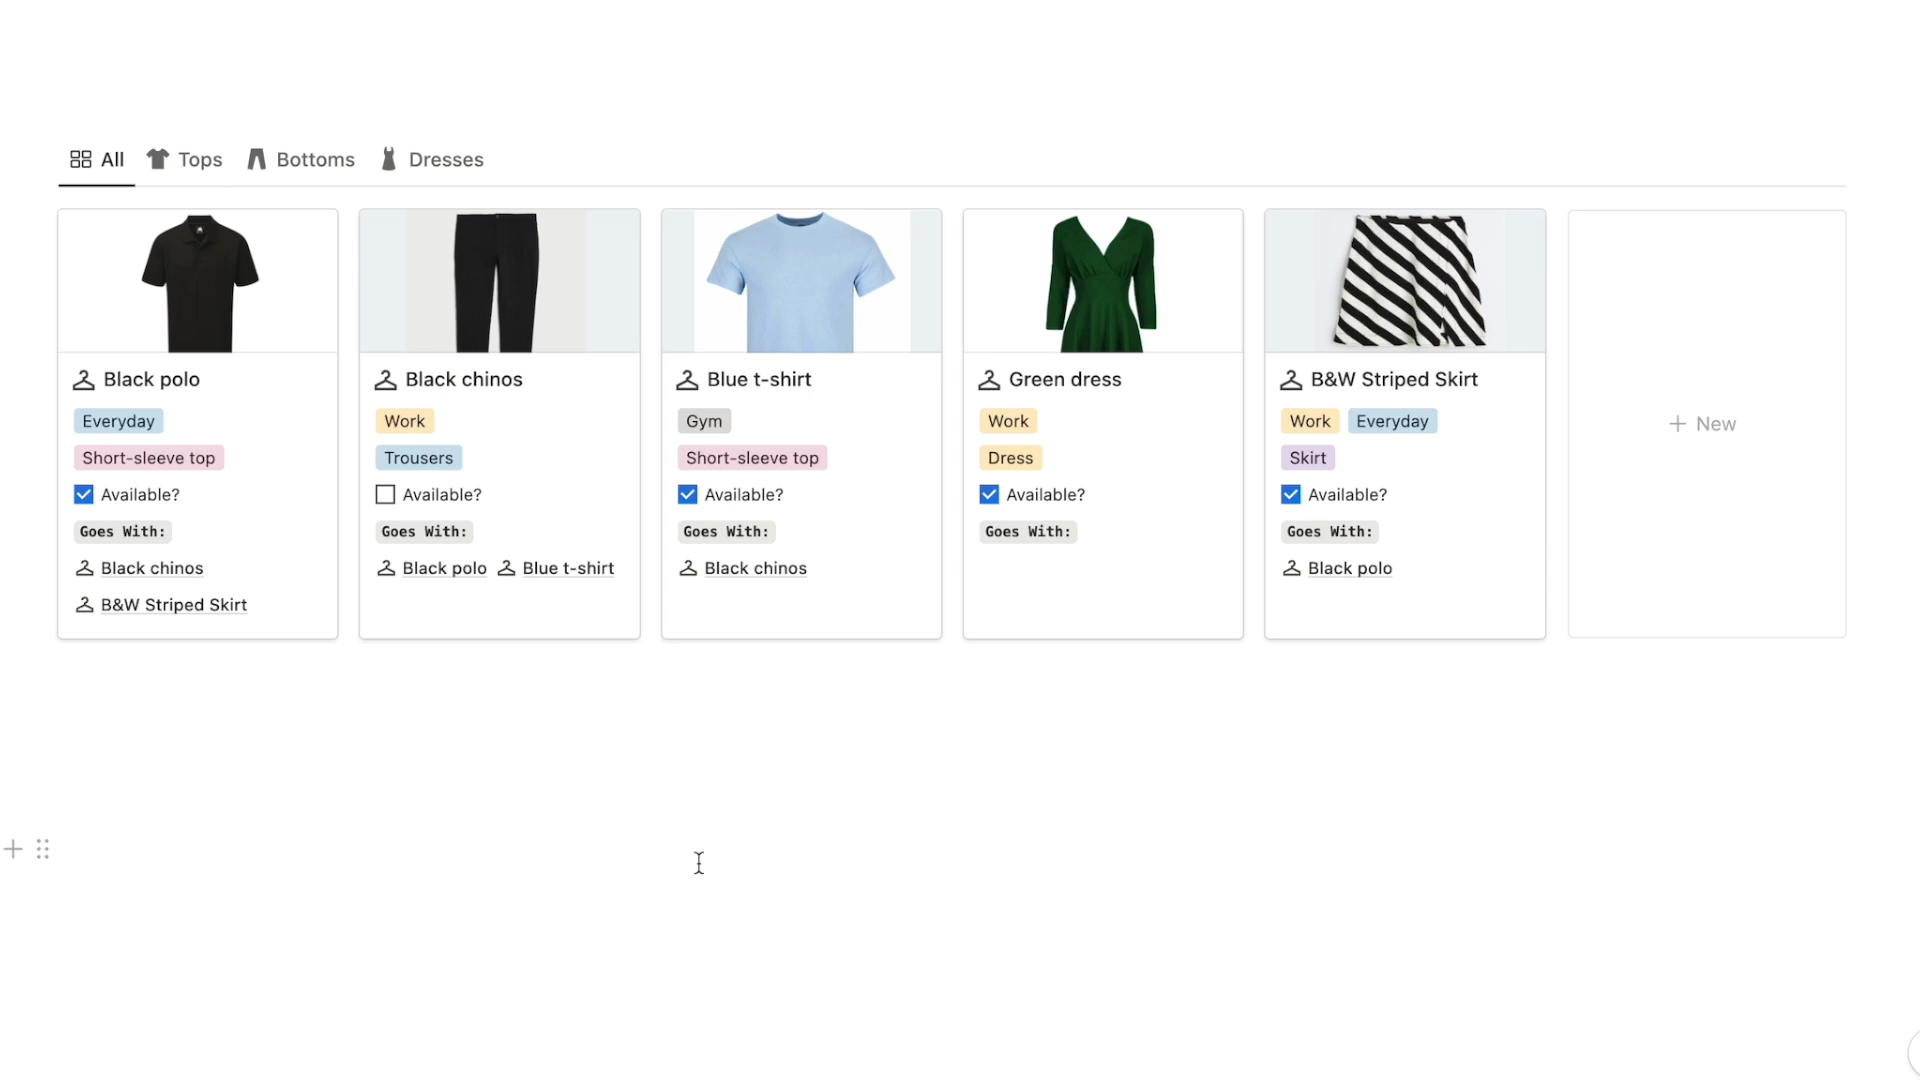 All Tops Bottoms Dresses
Black polo
Everyday
Short-sleeve top
Available?
Goes With:
Black chinos
B&W Striped Skirt
Black chinos
Work
Trousers
Available?
Goes With:
Black polo Blue t-shirt
Blue t-shirt
Gym
Short-sleeve top
Available?
Goes With:
Black chinos
Green dress
Work
Dress
Available?
Goes With:
B&W Striped Skirt
Work Everyday
Skirt
Available?
Goes With:
Black polo
+ New